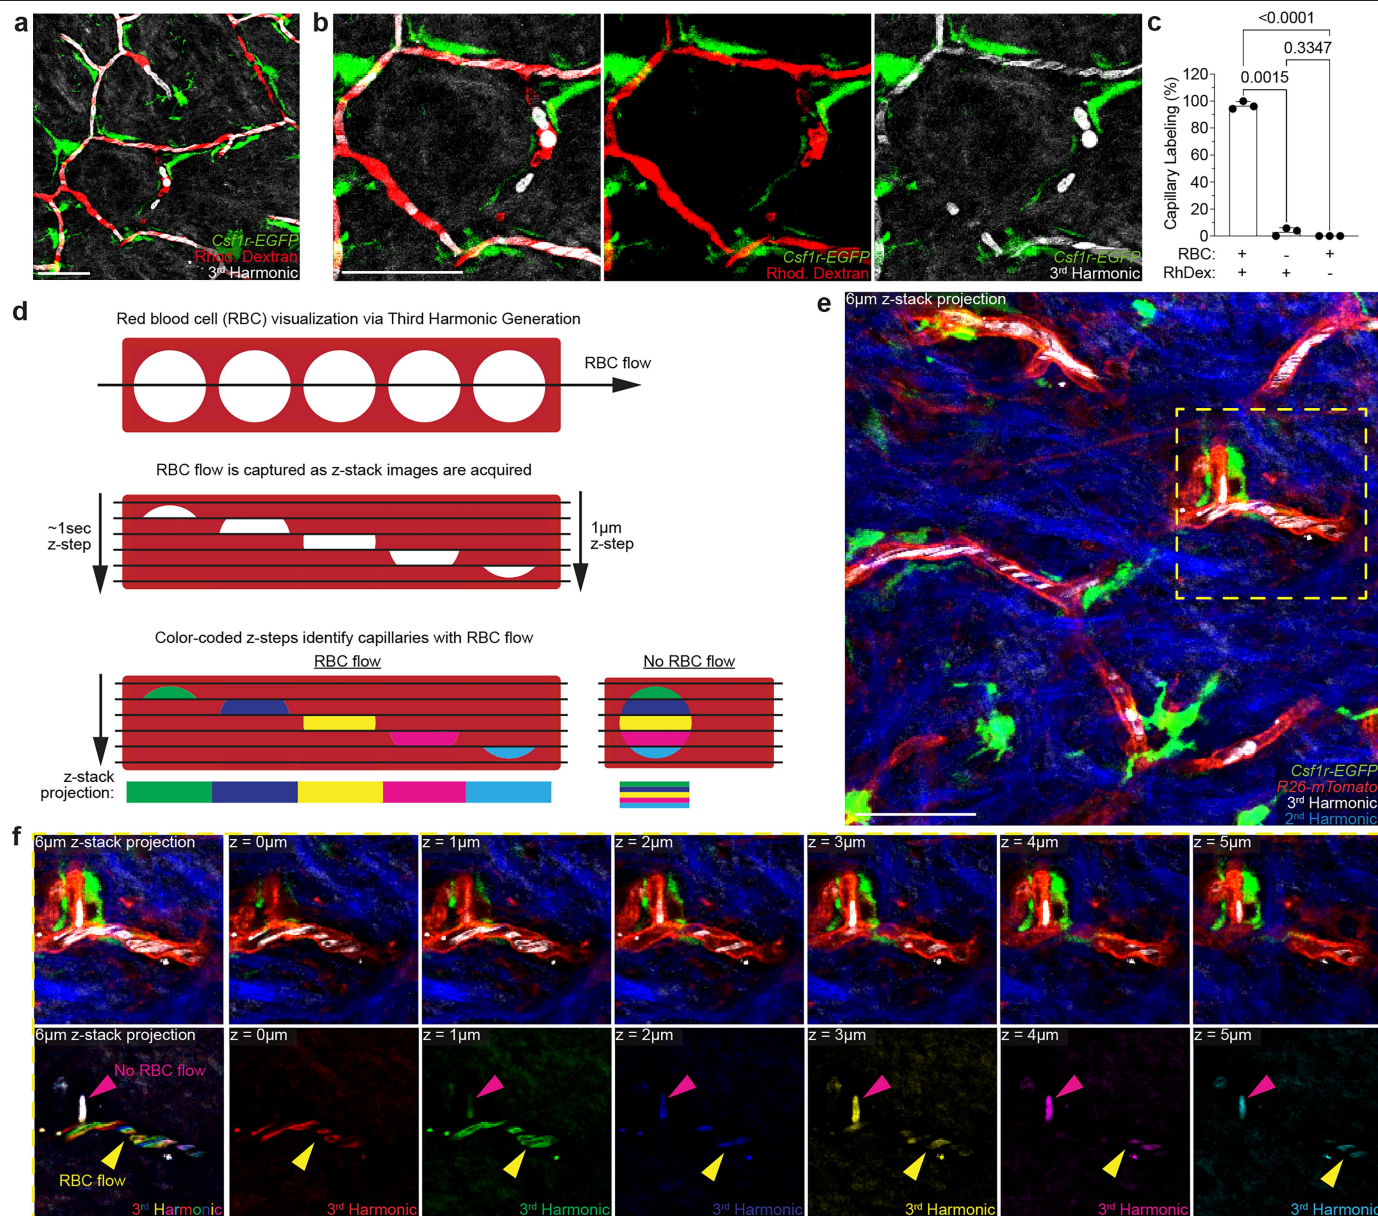 a
Csf1r-EGFP
Rhod. Dextran
3rd Harmonic
b
Csf1r-EGFP
Rhod. Dextran
Csf1r-EGFP
3rd Harmonic
c
<0.0001
0.3347
0.0015
Capillary Labeling (%)
120
100
80
60
40
20
0
RBC: + - +
RhDex: + + -
d
Red blood cell (RBC) visualization via Third Harmonic Generation
RBC flow
RBC flow is captured as z-stack images are acquired
~1sec
z-step
1µm
z-step
Color-coded z-steps identify capillaries with RBC flow
RBC flow
No RBC flow
z-stack
projection:
e
6µm z-stack projection
Csf1r-EGFP
R26-mTomato
3rd Harmonic
2nd Harmonic
f
6µm z-stack projection
z = 0µm
z = 1µm
z = 2µm
z = 3µm
z = 4µm
z = 5µm
6µm z-stack projection
No RBC flow
RBC flow
3rd Harmonic
z = 0µm
3rd Harmonic
z = 1µm
3rd Harmonic
z = 2µm
3rd Harmonic
z = 3µm
3rd Harmonic
z = 4µm
3rd Harmonic
z = 5µm
3rd Harmonic